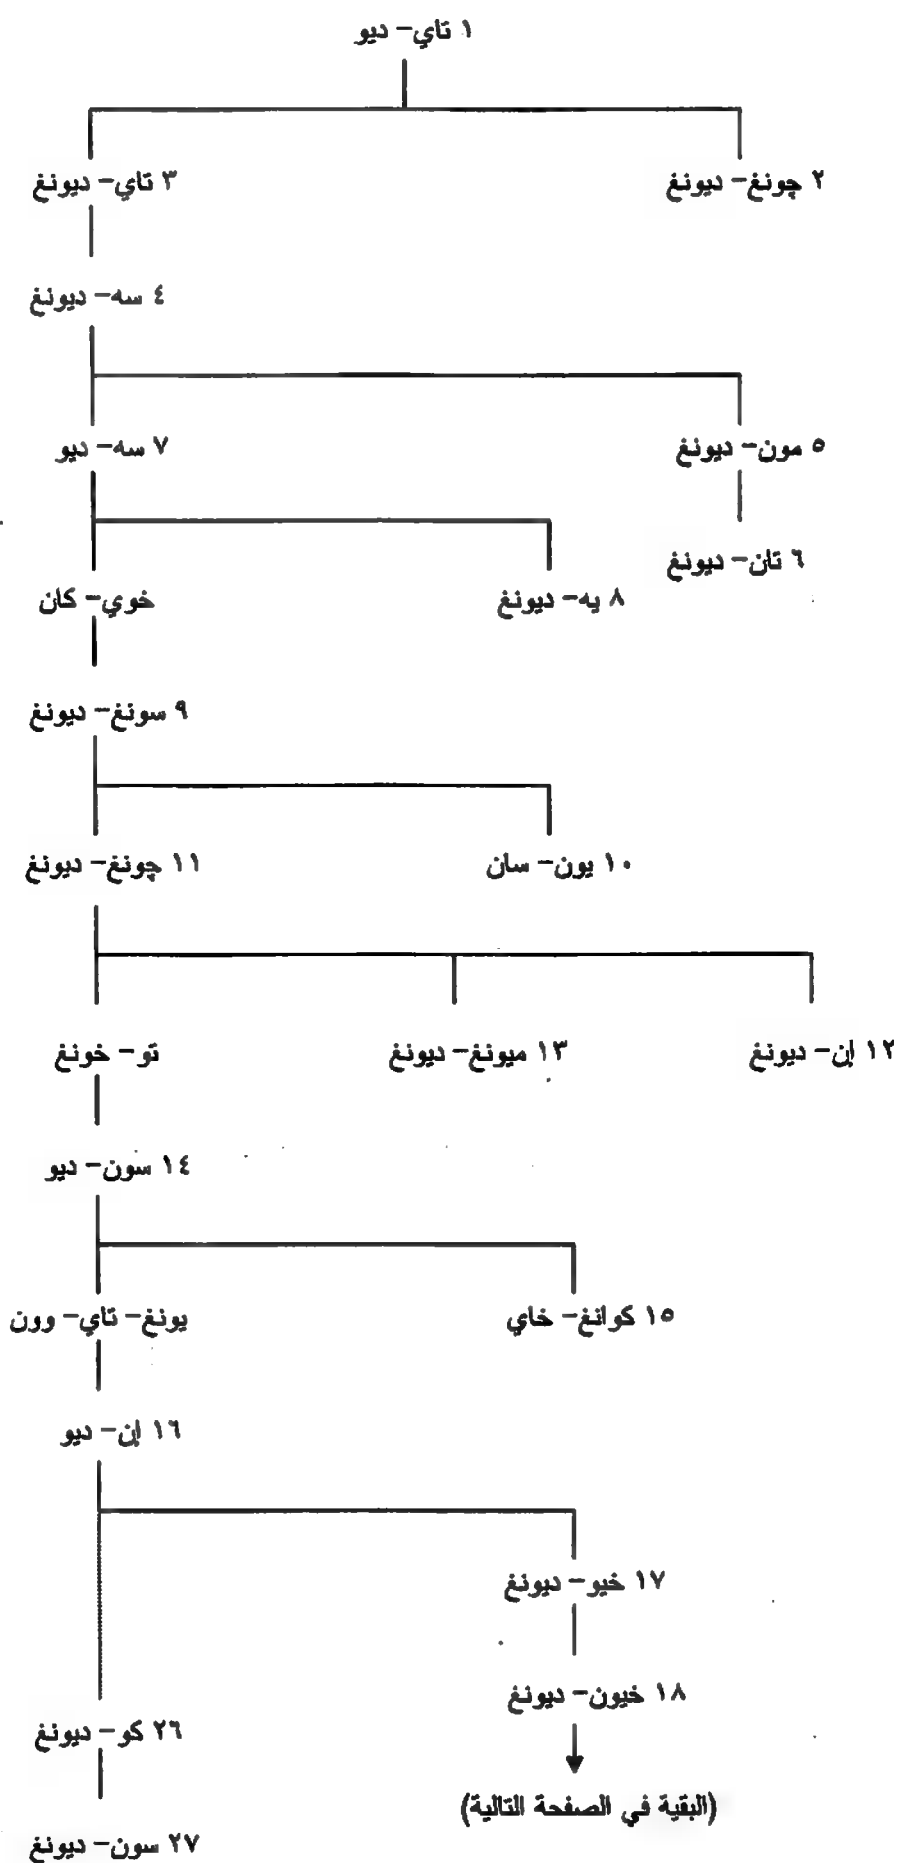 ١ تاي- ديو
٢ چونغ- ديونغ
٣ تاي- ديونغ
٤ سه- ديونغ
٥ مون- ديونغ
٧ سه- ديو
٦ تان- ديونغ
٨ يه- ديونغ
خوي- كان
٩ سونغ- ديونغ
١٠ يون- سان
١١ چونغ- ديونغ
١٢ إن- ديونغ
١٣ ميونغ- ديونغ
تو- خونغ
١٤ سون- ديو
١٥ كوانغ- خاي
يونغ- تاي- وون
١٦ إن- ديو
١٧ خيو- ديونغ
١٨ خيون- ديونغ
٢٦ كو- ديونغ
(البقية في الصفحة التالية)
٢٧ سون- ديونغ